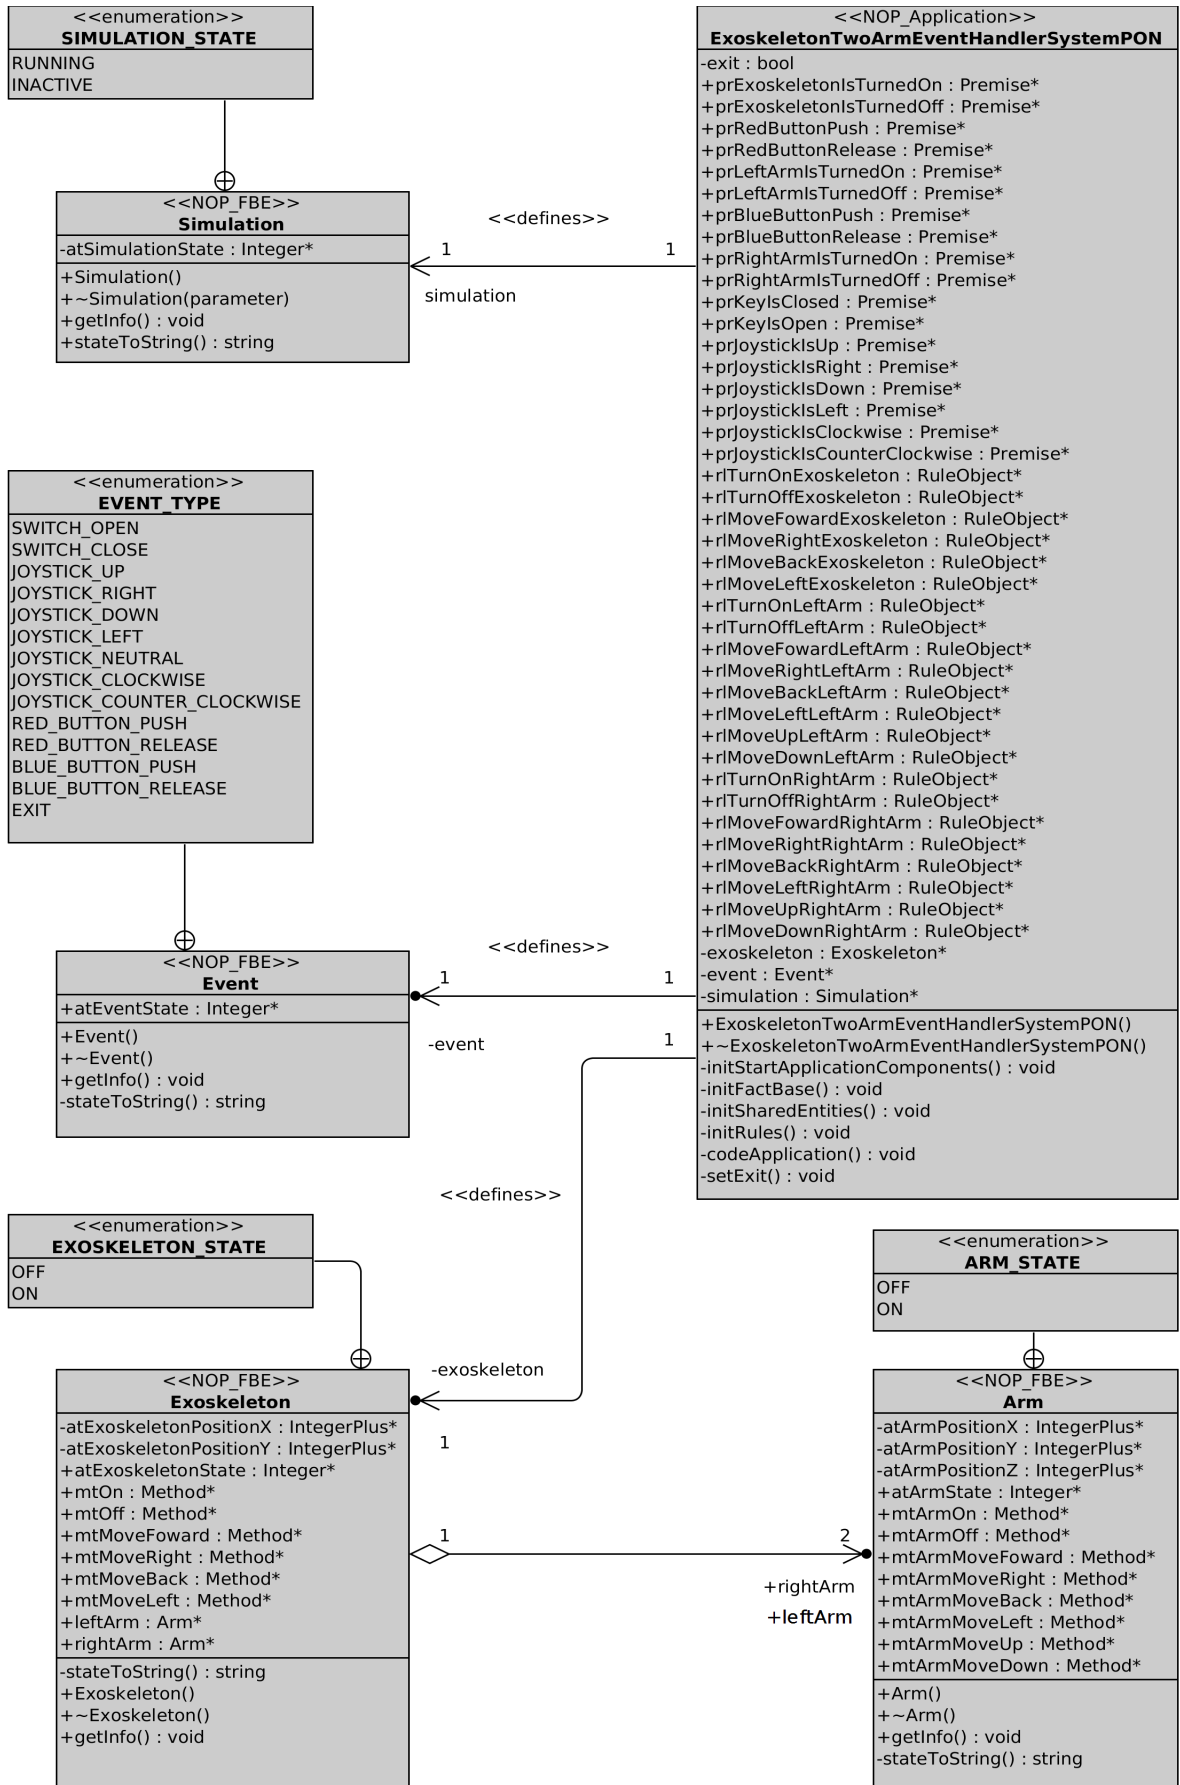 <<enumeration>>
SIMULATION_STATE
RUNNING
INACTIVE
<<NOP_FBE>>
Simulation
-atSimulationState : Integer*
+Simulation()
+~Simulation(parameter)
+getInfo() : void
+stateToString() : string
<<defines>>
1
1
simulation
<<NOP_Application>>
ExoskeletonTwoArmEventHandlerSystemPON
-exit : bool
+prExoskeletonIsTurnedOn : Premise*
+prExoskeletonIsTurnedOff : Premise*
+prRedButtonPush : Premise*
+prRedButtonRelease : Premise*
+prLeftArmIsTurnedOn : Premise*
+prLeftArmIsTurnedOff : Premise*
+prBlueButtonPush : Premise*
+prBlueButtonRelease : Premise*
+prRightArmIsTurnedOn : Premise*
+prRightArmIsTurnedOff : Premise*
+prKeyIsClosed : Premise*
+prKeyIsOpen : Premise*
+prJoystickIsUp : Premise*
+prJoystickIsRight : Premise*
+prJoystickIsDown : Premise*
+prJoystickIsLeft : Premise*
+prJoystickIsClockwise : Premise*
+prJoystickIsCounterClockwise : Premise*
+rlTurnOnExoskeleton : RuleObject*
+rlTurnOffExoskeleton : RuleObject*
+rlMoveFowardExoskeleton : RuleObject*
+rlMoveRightExoskeleton : RuleObject*
+rlMoveBackExoskeleton : RuleObject*
+rlMoveLeftExoskeleton : RuleObject*
+rlTurnOnLeftArm : RuleObject*
+rlTurnOffLeftArm : RuleObject*
+rlMoveFowardLeftArm : RuleObject*
+rlMoveRightLeftArm : RuleObject*
+rlMoveBackLeftArm : RuleObject*
+rlMoveLeftLeftArm : RuleObject*
+rlMoveUpLeftArm : RuleObject*
+rlMoveDownLeftArm : RuleObject*
+rlTurnOnRightArm : RuleObject*
+rlTurnOffRightArm : RuleObject*
+rlMoveFowardRightArm : RuleObject*
+rlMoveRightRightArm : RuleObject*
+rlMoveBackRightArm : RuleObject*
+rlMoveLeftRightArm : RuleObject*
+rlMoveUpRightArm : RuleObject*
+rlMoveDownRightArm : RuleObject*
-exoskeleton : Exoskeleton*
-event : Event*
-simulation : Simulation*
+ExoskeletonTwoArmEventHandlerSystemPON()
+~ExoskeletonTwoArmEventHandlerSystemPON()
-initStartApplicationComponents() : void
-initFactBase() : void
-initSharedEntities() : void
-initRules() : void
-codeApplication() : void
-setExit() : void
<<enumeration>>
EVENT_TYPE
SWITCH_OPEN
SWITCH_CLOSE
JOYSTICK_UP
JOYSTICK_RIGHT
JOYSTICK_DOWN
JOYSTICK_LEFT
JOYSTICK_NEUTRAL
JOYSTICK_CLOCKWISE
JOYSTICK_COUNTER_CLOCKWISE
RED_BUTTON_PUSH
RED_BUTTON_RELEASE
BLUE_BUTTON_PUSH
BLUE_BUTTON_RELEASE
EXIT
<<NOP_FBE>>
Event
+atEventState : Integer*
+Event()
+~Event()
+getInfo() : void
-stateToString() : string
<<defines>>
1
1
-event
1
<<defines>>
-exoskeleton
1
<<enumeration>>
EXOSKELETON_STATE
OFF
ON
<<NOP_FBE>>
Exoskeleton
-atExoskeletonPositionX : IntegerPlus*
-atExoskeletonPositionY : IntegerPlus*
+atExoskeletonState : Integer*
+mtOn : Method*
+mtOff : Method*
+mtMoveFoward : Method*
+mtMoveRight : Method*
+mtMoveBack : Method*
+mtMoveLeft : Method*
+leftArm : Arm*
+rightArm : Arm*
-stateToString() : string
+Exoskeleton()
+~Exoskeleton()
+getInfo() : void
1
2
+rightArm
+leftArm
<<enumeration>>
ARM_STATE
OFF
ON
<<NOP_FBE>>
Arm
-atArmPositionX : IntegerPlus*
-atArmPositionY : IntegerPlus*
-atArmPositionZ : IntegerPlus*
+atArmState : Integer*
+mtArmOn : Method*
+mtArmOff : Method*
+mtArmMoveFoward : Method*
+mtArmMoveRight : Method*
+mtArmMoveBack : Method*
+mtArmMoveLeft : Method*
+mtArmMoveUp : Method*
+mtArmMoveDown : Method*
+Arm()
+~Arm()
+getInfo() : void
-stateToString() : string